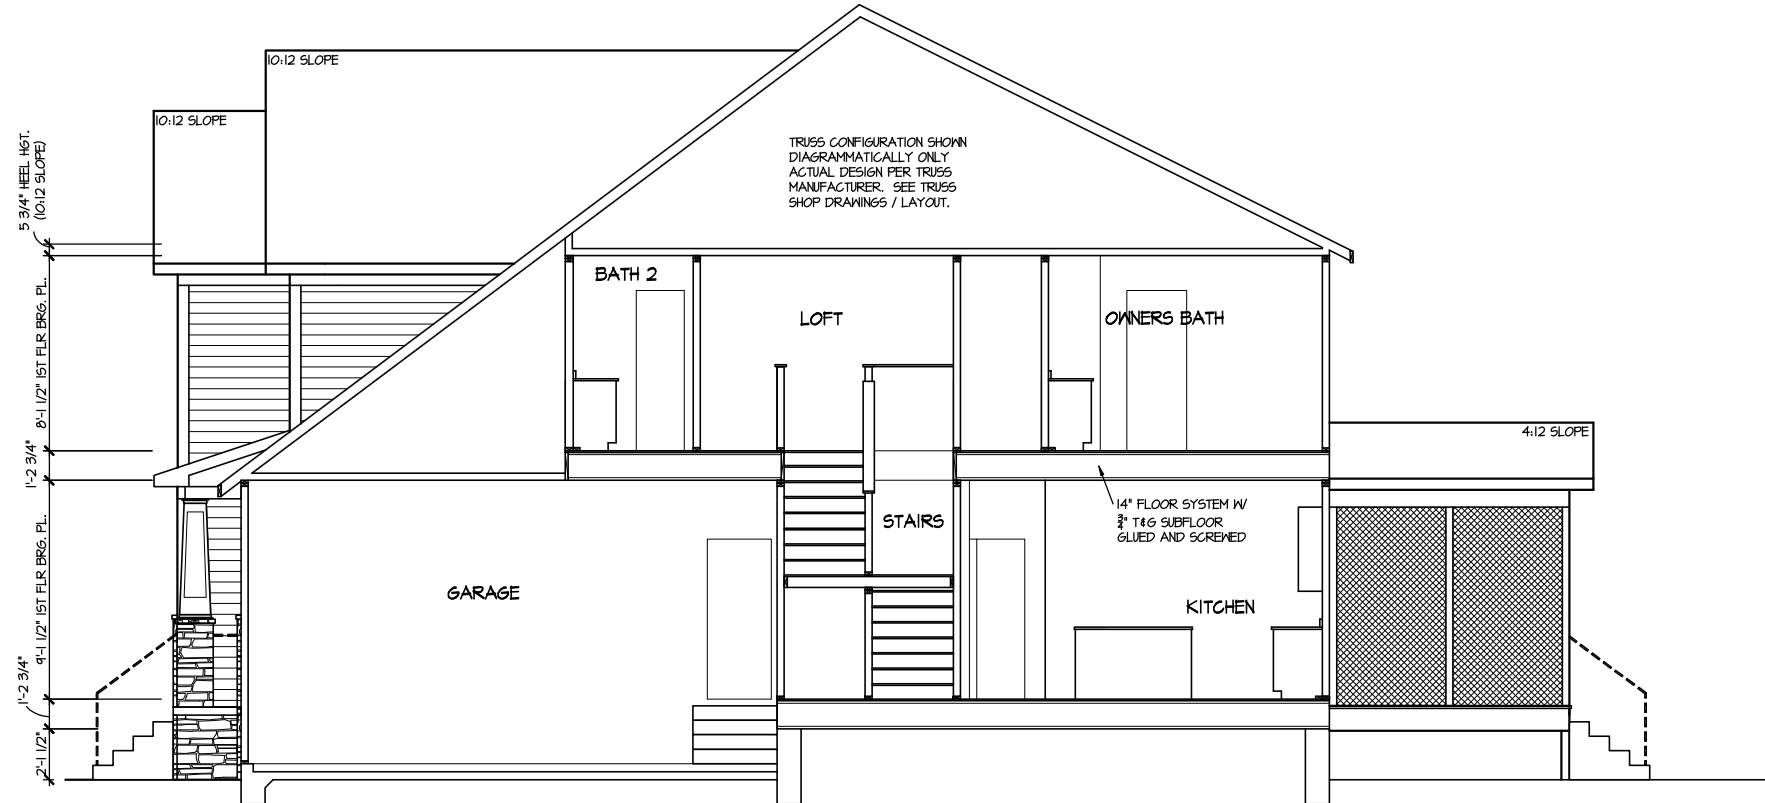 10:12 SLOPE
10:12 SLOPE
5 3/4" HEEL HGT.
(10:12 SLOPE)
TRUSS CONFIGURATION SHOWN
DIAGRAMMATICALLY ONLY
ACTUAL DESIGN PER TRUSS
MANUFACTURER. SEE TRUSS
SHOP DRAWINGS / LAYOUT.
BATH 2
LOFT
OWNERS BATH
8'-1 1/2" 1ST FLR BRG. PL.
4:12 SLOPE
1'-2 3/4"
14" FLOOR SYSTEM W/
3/4" T&G SUBFLOOR
GLUED AND SCREWED
STAIRS
GARAGE
KITCHEN
9'-1 1/2" 1ST FLR BRG. PL.
1'-2 3/4"
2'-1 1/2"